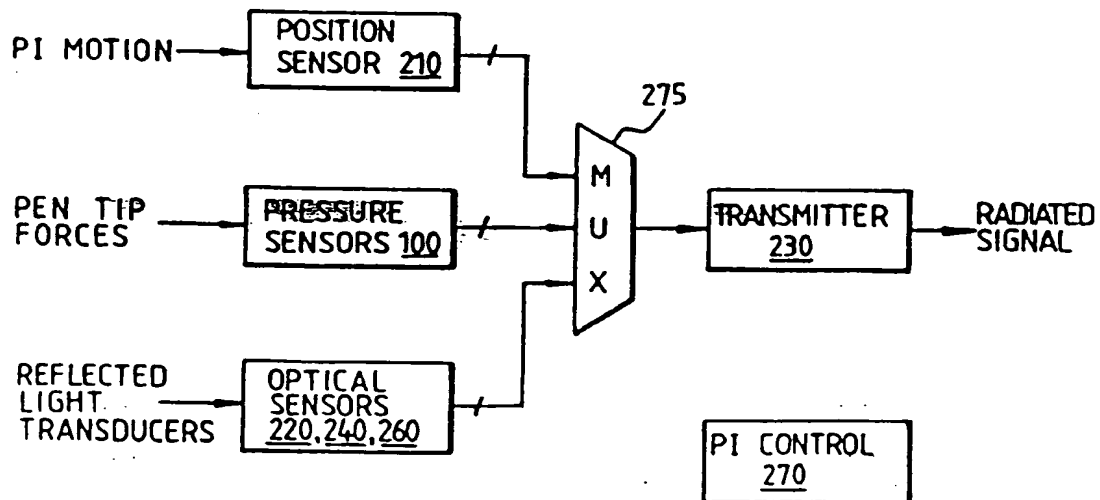 PI MOTION
POSITION
SENSOR 210
275
PEN TIP
FORCES
PRESSURE
SENSORS 100
M
U
X
TRANSMITTER
230
RADIATED
SIGNAL
REFLECTED
LIGHT
TRANSDUCERS
OPTICAL
SENSORS
220, 240, 260
PI CONTROL
270